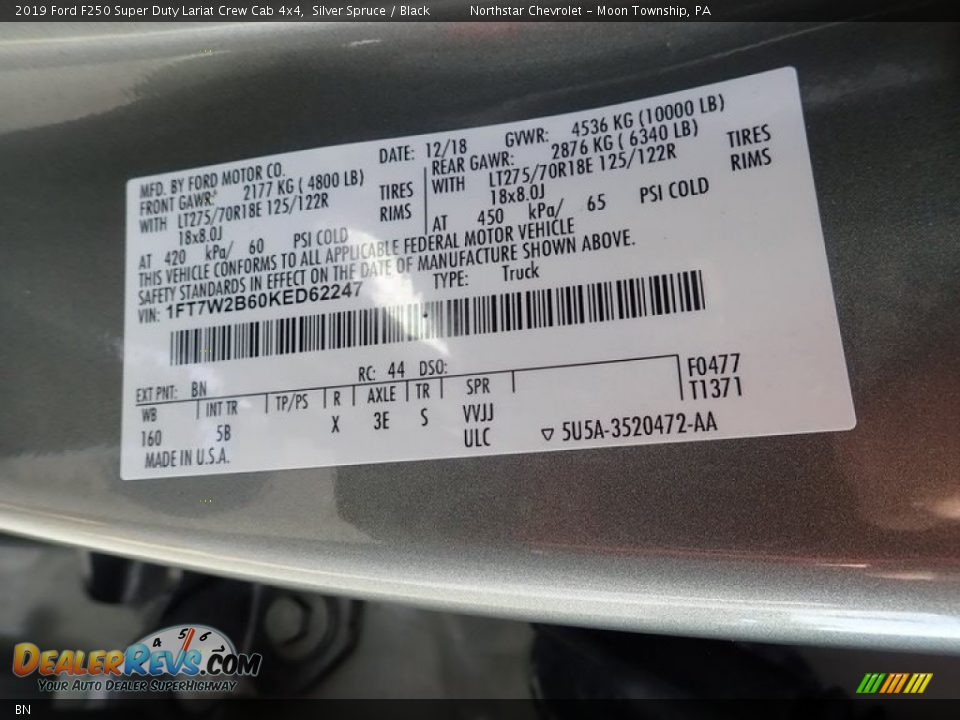 2019 Ford F250 Super Duty Lariat Crew Cab 4x4, Silver Spruce / Black Northstar Chevrolet - Moon Township, PA
MFD. BY FORD MOTOR CO. DATE: 12/18 GVWR: 4536 KG (10000 LB)
FRONT GAWR: 2177 KG ( 4800 LB) REAR GAWR: 2876 KG ( 6340 LB)
WITH LT275/70R18E 125/122R TIRES WITH LT275/70R18E 125/122R TIRES
18x8.0J RIMS 18x8.0J RIMS
AT 420 kPa/ 60 PSI COLD AT 450 kPa/ 65 PSI COLD
THIS VEHICLE CONFORMS TO ALL APPLICABLE FEDERAL MOTOR VEHICLE
SAFETY STANDARDS IN EFFECT ON THE DATE OF MANUFACTURE SHOWN ABOVE.
VIN: 1FT7W2B60KED62247 TYPE: Truck
EXT PNT: BN RC: 44 DSO: F0477
WB INT TR TP/PS R AXLE TR SPR T1371
160 5B X 3E S VVJJ
ULC ▽ 5U5A-3520472-AA
MADE IN U.S.A.
4 5 6
DEALERREVS.COM
YOUR AUTO DEALER SUPERHIGHWAY
BN